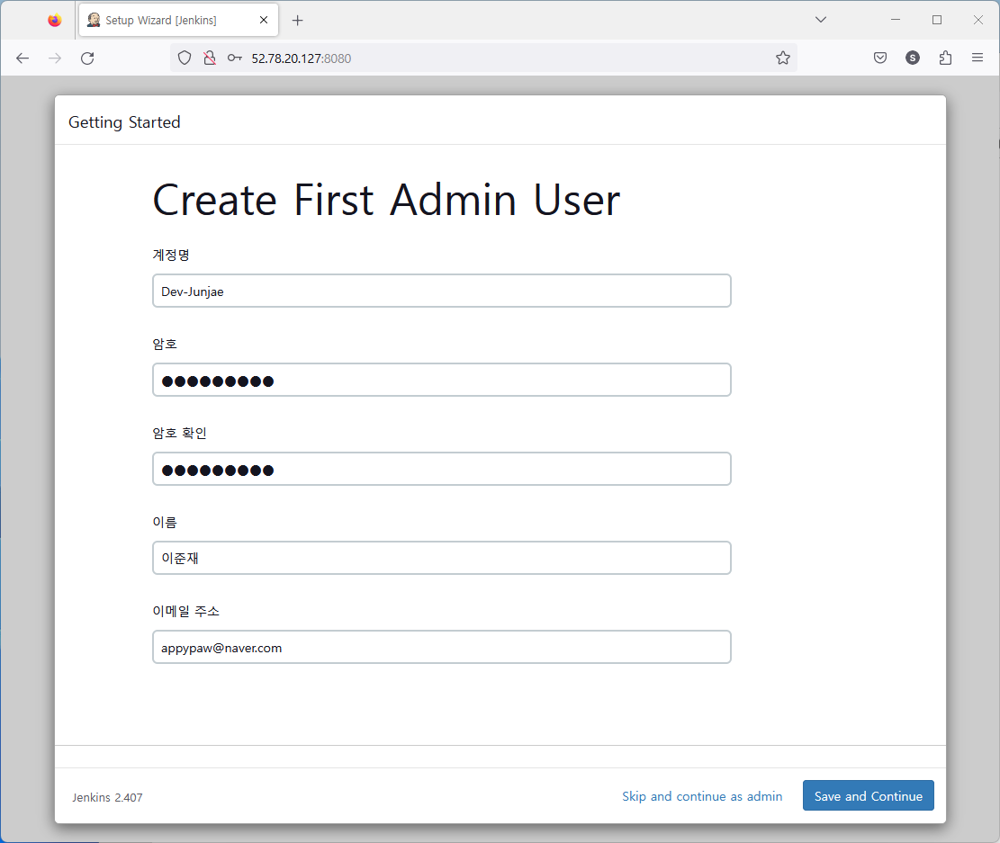 Setup Wizard [Jenkins]
52.78.20.127:8080
S
Getting Started
Create First Admin User
계정명
Dev-Junjae
암호
●●●●●●●●●
암호 확인
●●●●●●●●●
이름
이준재
이메일 주소
appypaw@naver.com
Jenkins 2.407
Skip and continue as admin
Save and Continue